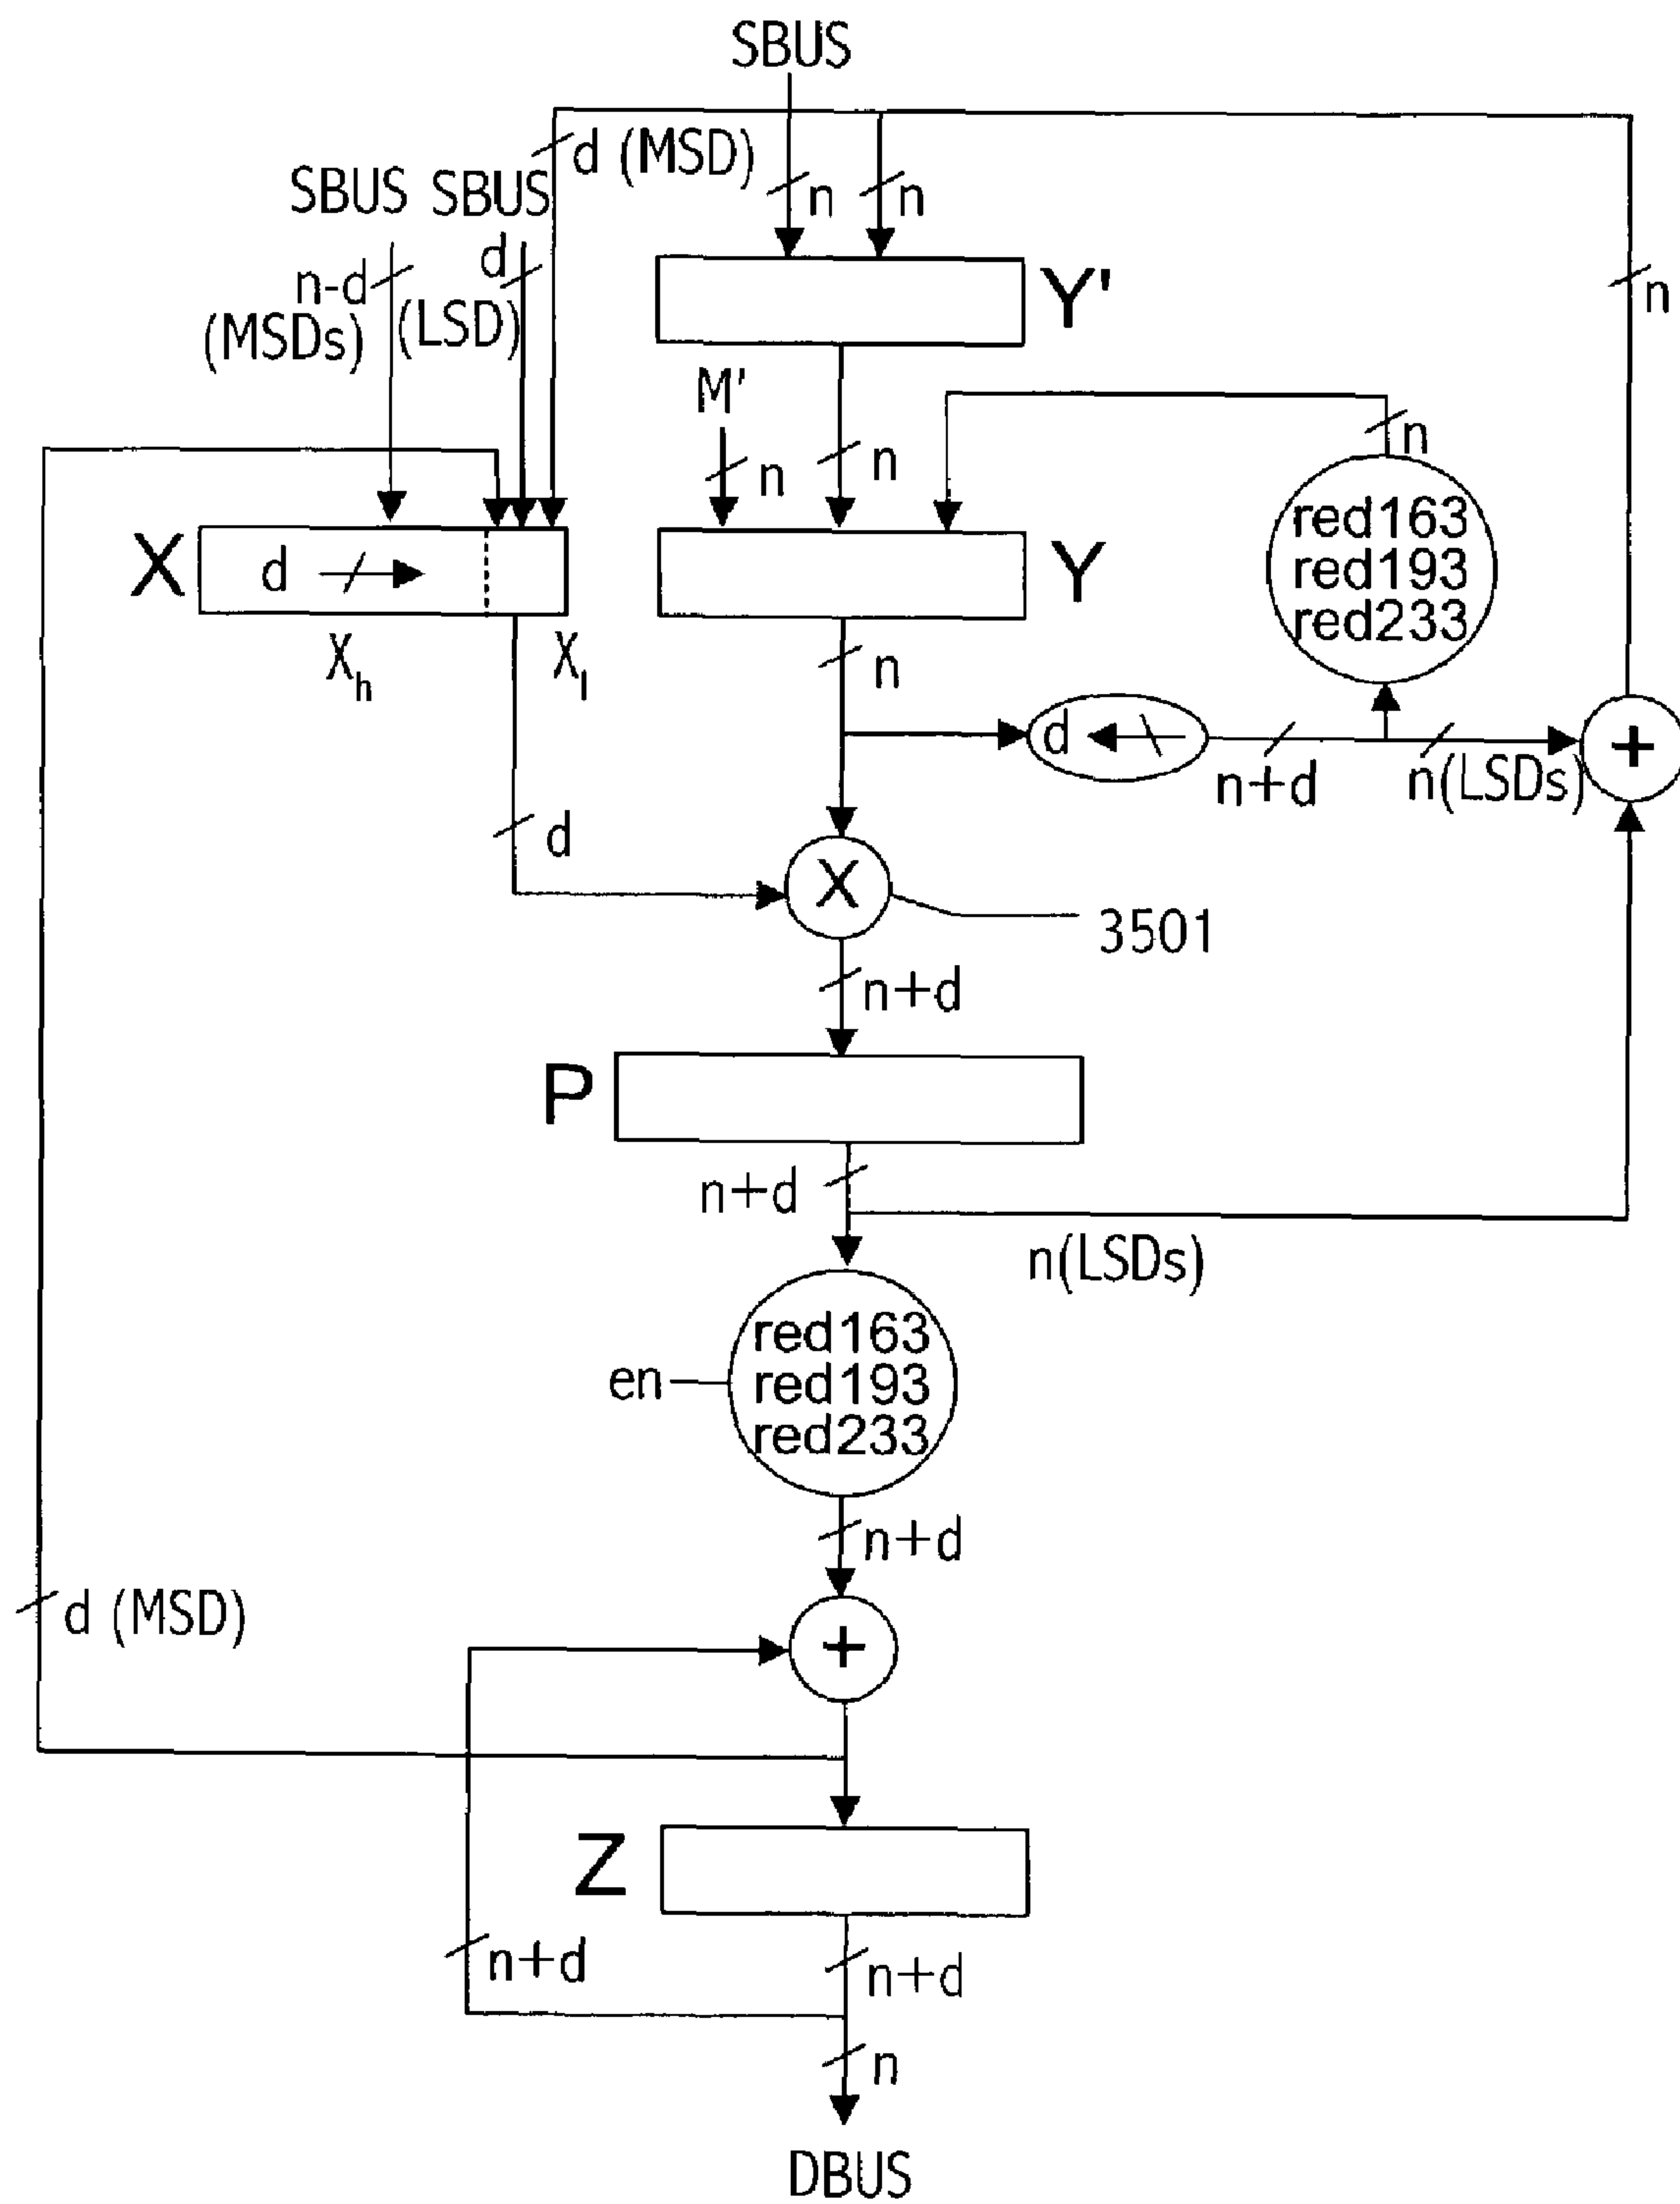 SBUS
d (MSD)
SBUS SBUS
n
n
d
n-d
(MSDs)
(LSD)
Y'
n
M'
n
n
n
red163
red193
red233
X
d
Y
X_h
X_l
n
d
n+d
n(LSDs)
+
d
X
3501
n+d
P
n+d
n(LSDs)
red163
en
red193
red233
n+d
d (MSD)
+
Z
n+d
n+d
n
DBUS